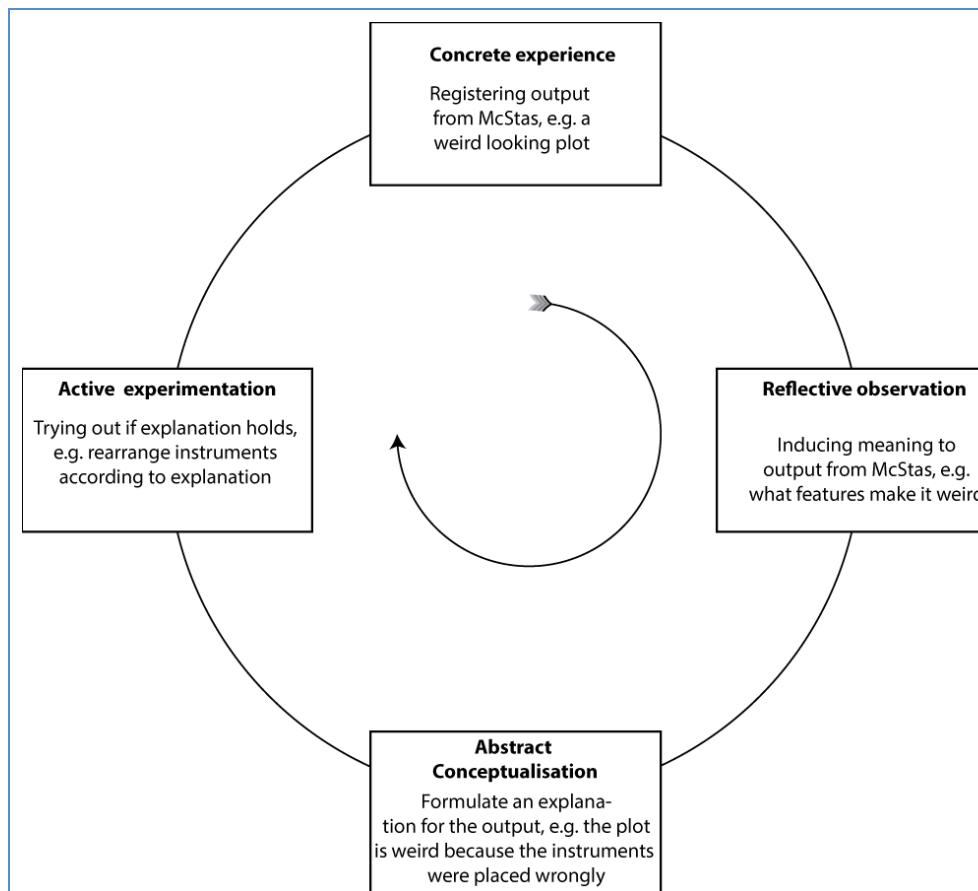 Concrete experience
Registering output
from McStas, e.g. a
weird looking plot
Active experimentation
Trying out if explanation holds,
e.g. rearrange instruments
according to explanation
Reflective observation
Inducing meaning to
output from McStas, e.g.
what features make it weird
Abstract
Conceptualisation
Formulate an explana-
tion for the output, e.g. the plot
is weird because the instruments
were placed wrongly